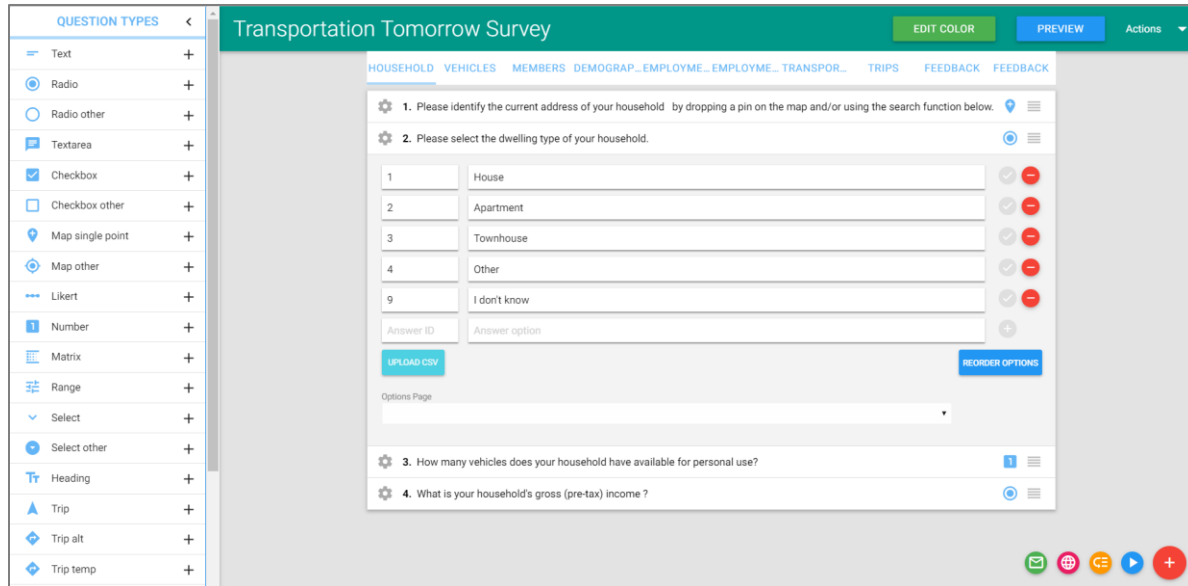 QUESTION TYPES
Text
Radio
Radio other
Textarea
Checkbox
Checkbox other
Map single point
Map other
Likert
Number
Matrix
Range
Select
Select other
Heading
Trip
Trip alt
Trip temp
Transportation Tomorrow Survey
EDIT COLOR
PREVIEW
Actions
HOUSEHOLD VEHICLES MEMBERS DEMOGRAP... EMPLOYME... EMPLOYME... TRANSPOR... TRIPS FEEDBACK FEEDBACK
1. Please identify the current address of your household by dropping a pin on the map and/or using the search function below.
2. Please select the dwelling type of your household.
1 House
2 Apartment
3 Townhouse
4 Other
9 I don't know
Answer ID Answer option
UPLOAD CSV REORDER OPTIONS
Options Page
3. How many vehicles does your household have available for personal use? 1
4. What is your household's gross (pre-tax) income ?